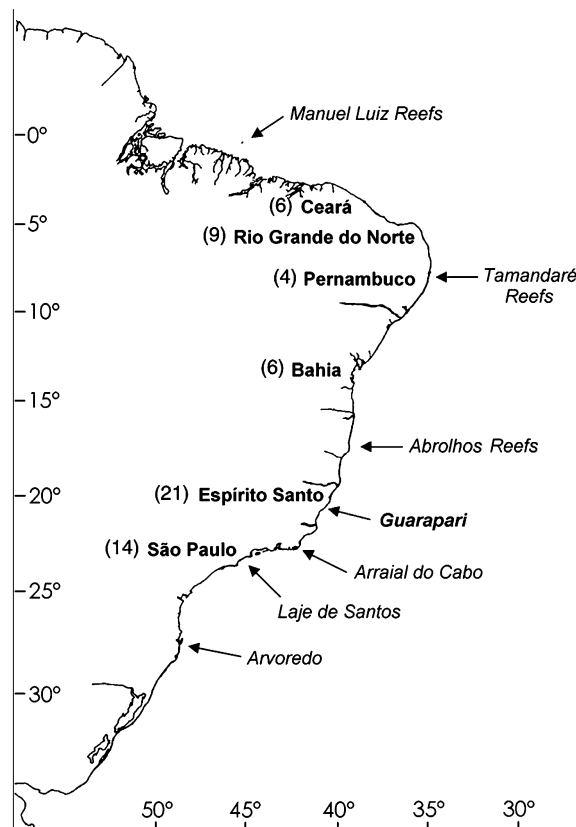 Manuel Luiz Reefs
0°
(6) Ceará
5°
(9) Rio Grande do Norte
(4) Pernambuco
Tamandaré
Reefs
10°
(6) Bahia
15°
Abrolhos Reefs
20°
(21) Espírito Santo
Guarapari
(14) São Paulo
Arraial do Cabo
25°
Laje de Santos
Arvoredo
30°
50° 45° 40° 35° 30°